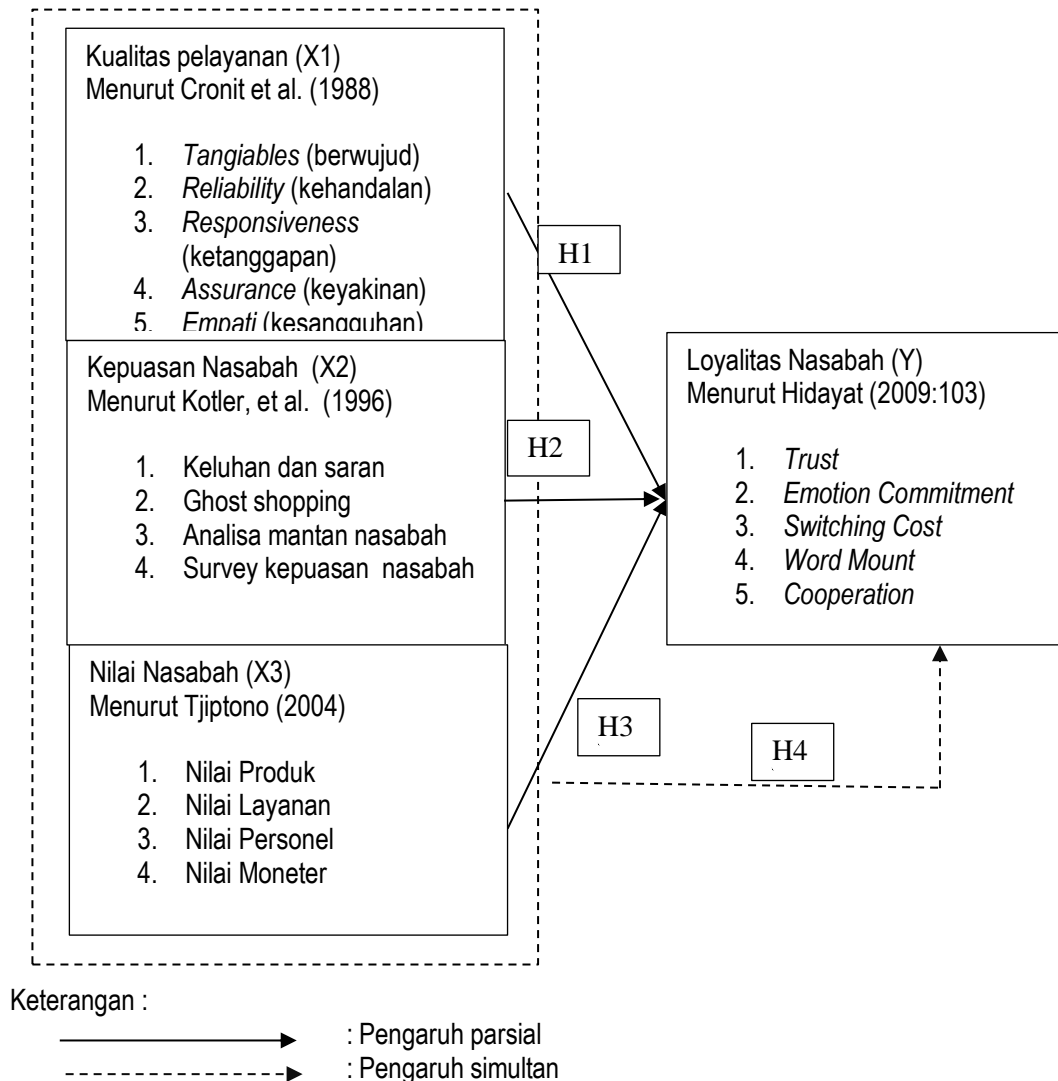 Kualitas pelayanan (X1)
Menurut Cronit et al. (1988)
1. Tangiables (berwujud)
2. Reliability (kehandalan)
3. Responsiveness
(ketanggapan)
4. Assurance (keyakinan)
5. Empati (kesangguhan)
H1
Kepuasan Nasabah (X2)
Menurut Kotler, et al. (1996)
1. Keluhan dan saran
2. Ghost shopping
3. Analisa mantan nasabah
4. Survey kepuasan nasabah
H2
Loyalitas Nasabah (Y)
Menurut Hidayat (2009:103)
1. Trust
2. Emotion Commitment
3. Switching Cost
4. Word Mount
5. Cooperation
Nilai Nasabah (X3)
Menurut Tjiptono (2004)
1. Nilai Produk
2. Nilai Layanan
3. Nilai Personel
4. Nilai Moneter
H3
H4
Keterangan :
: Pengaruh parsial
: Pengaruh simultan